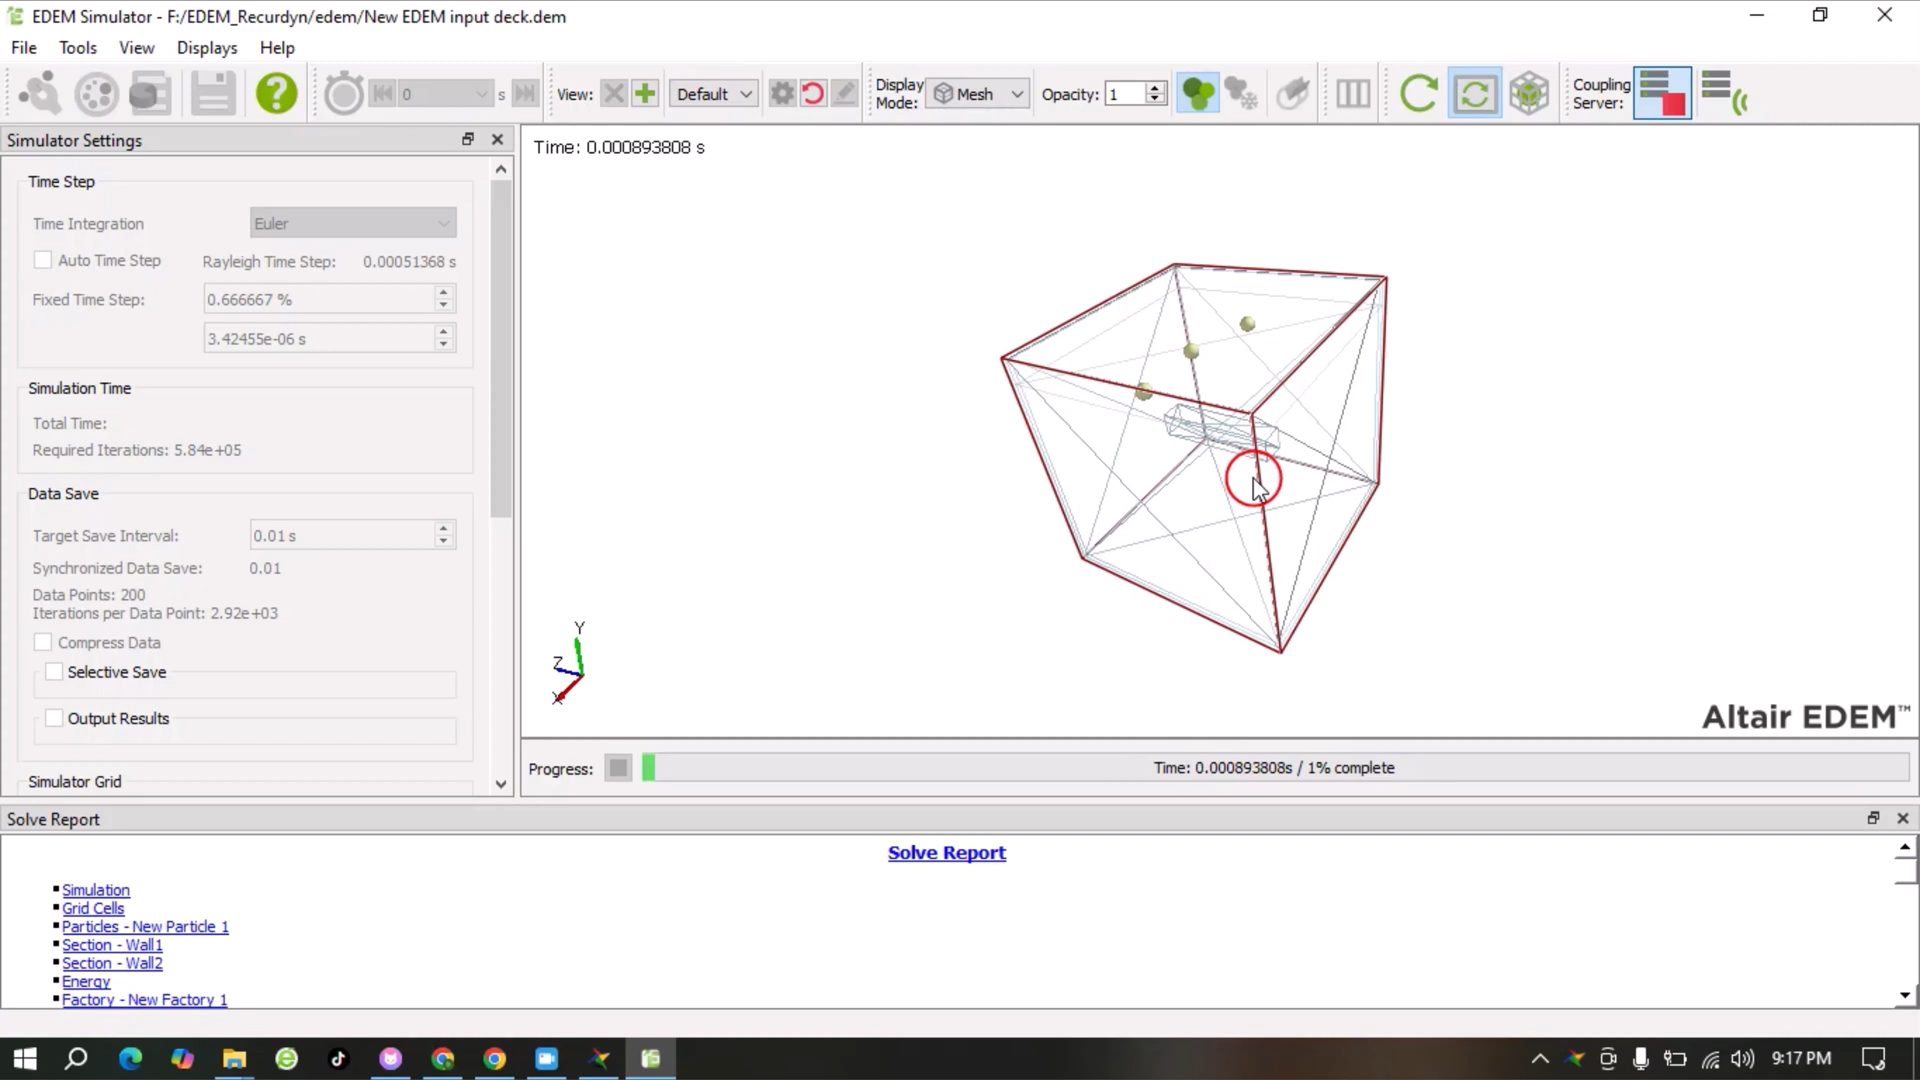 EDEM Simulator - F:/EDEM_Recurdyn/edem/New EDEM input deck.dem
File Tools View Displays Help
0 s View: Default Display Mode: Mesh Opacity: 1 Coupling Server:
Simulator Settings
Time Step
Time Integration Euler
Auto Time Step Rayleigh Time Step: 0.00051368 s
Fixed Time Step: 0.666667 %
3.42455e-06 s
Simulation Time
Total Time:
Required Iterations: 5.84e+05
Data Save
Target Save Interval: 0.01 s
Synchronized Data Save: 0.01
Data Points: 200
Iterations per Data Point: 2.92e+03
Compress Data
Selective Save
Output Results
Simulator Grid
Time: 0.000893808 s
Y
Z
X
Altair EDEM™
Progress: Time: 0.000893808s / 1% complete
Solve Report
Solve Report
Simulation
Grid Cells
Particles - New Particle 1
Section - Wall1
Section - Wall2
Energy
Factory - New Factory 1
9:17 PM